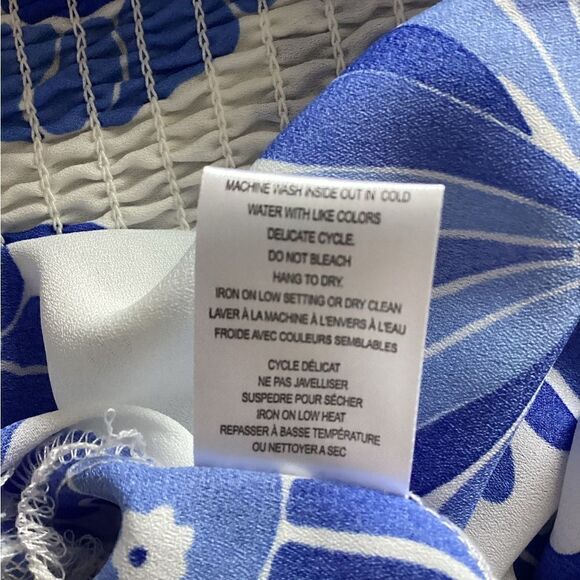 MACHINE WASH INSIDE OUT IN COLD
WATER WITH LIKE COLORS
DELICATE CYCLE.
DO NOT BLEACH
HANG TO DRY.
IRON ON LOW SETTING OR DRY CLEAN
LAVER À LA MACHINE À L'ENVERS À L'EAU
FROIDE AVEC COULEURS SEMBLABLES
CYCLE DÉLICAT
NE PAS JAVELLISER
SUSPEDRE POUR SÉCHER
IRON ON LOW HEAT
REPASSER À BASSE TEMPÉRATURE
OU NETTOYER A SEC